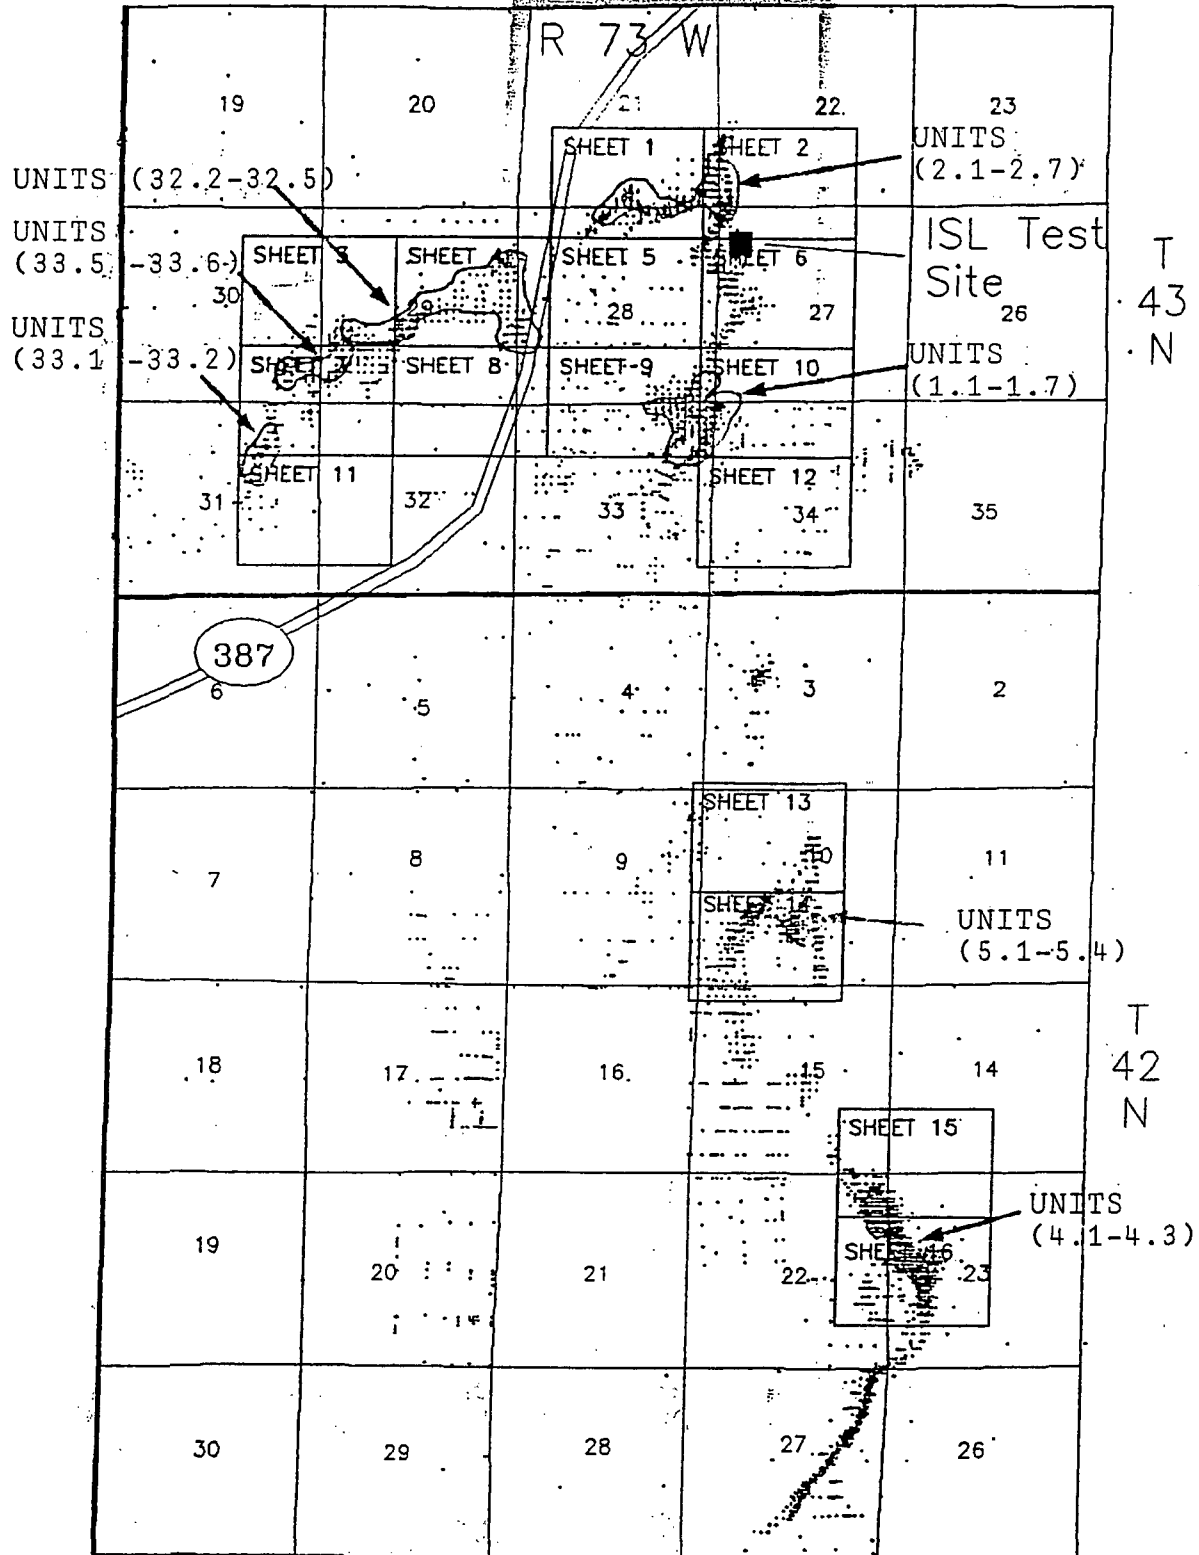 R 73 W
19
20
21
22
23
SHEET 1
SHEET 2
UNITS
(2.1-2.7)
UNITS (32.2-32.5)
UNITS
(33.5 -33.6)
SHEET 3
SHEET 4
SHEET 5
SHEET 6
ISL Test
Site
T
43
N
30
28
27
26
UNITS
(33.1 -33.2)
SHEET 7
SHEET 8
SHEET 9
SHEET 10
UNITS
(1.1-1.7)
SHEET 11
SHEET 12
31
32
33
34
35
387
6
5
4
3
2
SHEET 13
7
8
9
10
11
SHEET 14
UNITS
(5.1-5.4)
T
42
N
18
17
16
15
14
SHEET 15
UNITS
(4.1-4.3)
19
20
21
22
SHEET 16
23
30
29
28
27
26